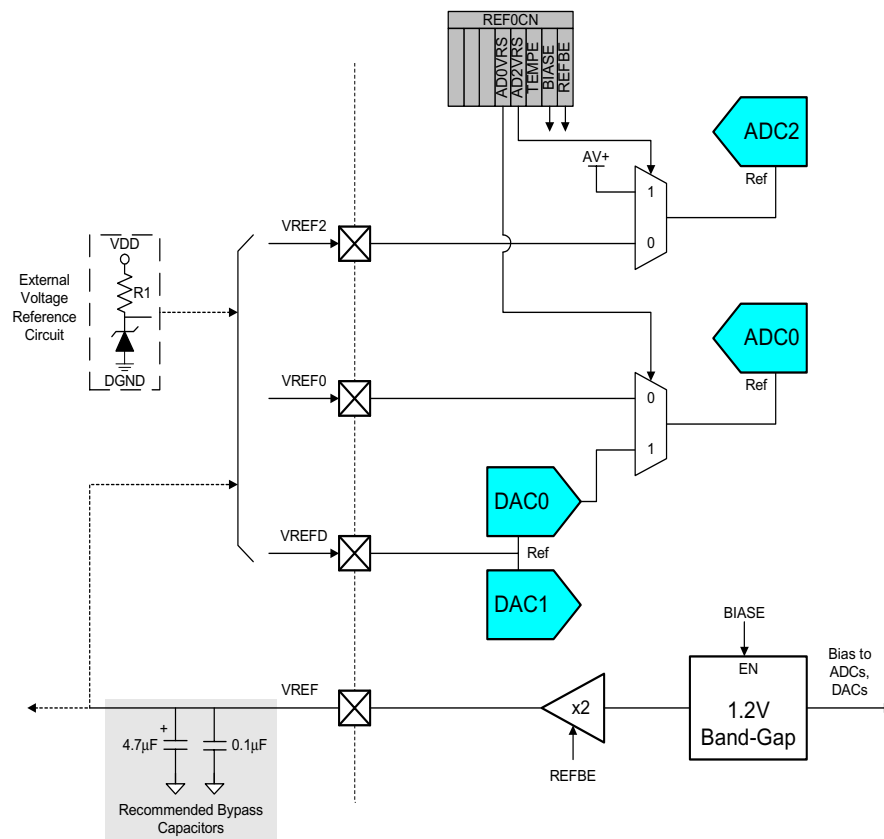 REF0CN
AD0VRS
AD2VRS
TEMPE
BIASE
REFBE
ADC2
Ref
AV+
1
0
VREF2
External
Voltage
Reference
Circuit
VDD
R1
DGND
VREF0
0
1
ADC0
Ref
DAC0
VREFD
Ref
DAC1
BIASE
EN
1.2V
Band-Gap
Bias to
ADCs,
DACs
VREF
x2
REFBE
+
4.7µF
0.1µF
Recommended Bypass
Capacitors